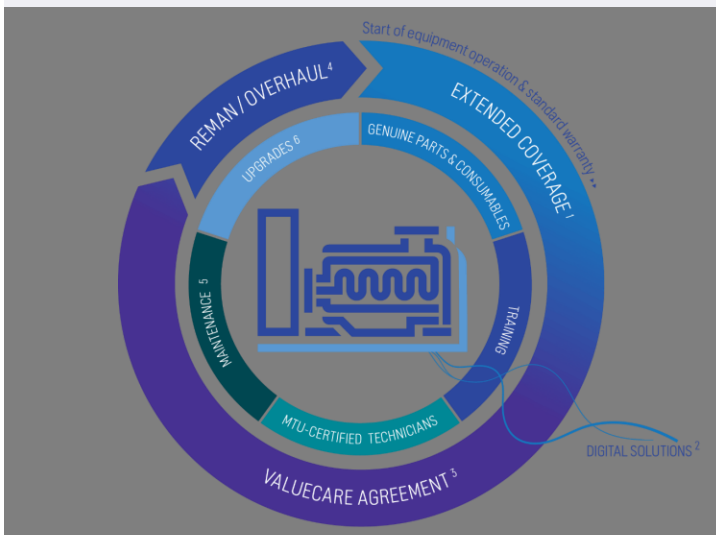 Start of equipment operation & standard warranty **
EXTENDED COVERAGE 1
REMAN / OVERHAUL 4
UPGRADES 6
GENUINE PARTS & CONSUMABLES
TRAINING
MAINTENANCE 5
MTU-CERTIFIED TECHNICIANS
DIGITAL SOLUTIONS 2
VALUECARE AGREEMENT 3